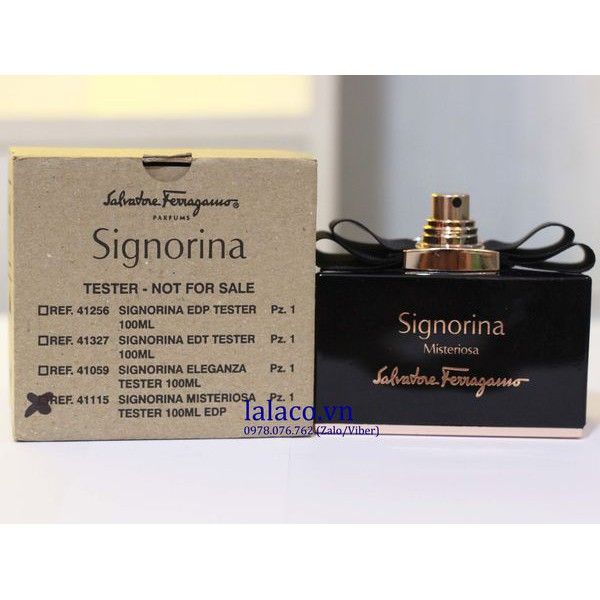 Salvatore Ferragamo®
PARFUMS
Signorina
TESTER - NOT FOR SALE
REF. 41256 SIGNORINA EDP TESTER 100ML Pz. 1
REF. 41327 SIGNORINA EDT TESTER 100ML Pz. 1
REF. 41059 SIGNORINA ELEGANZA TESTER 100ML Pz. 1
REF. 41115 SIGNORINA MISTERIOSA TESTER 100ML EDP Pz. 1
Signorina
Misteriosa
Salvatore Ferragamo
lalaco.vn
0978.076.762 (Zalo/Viber)